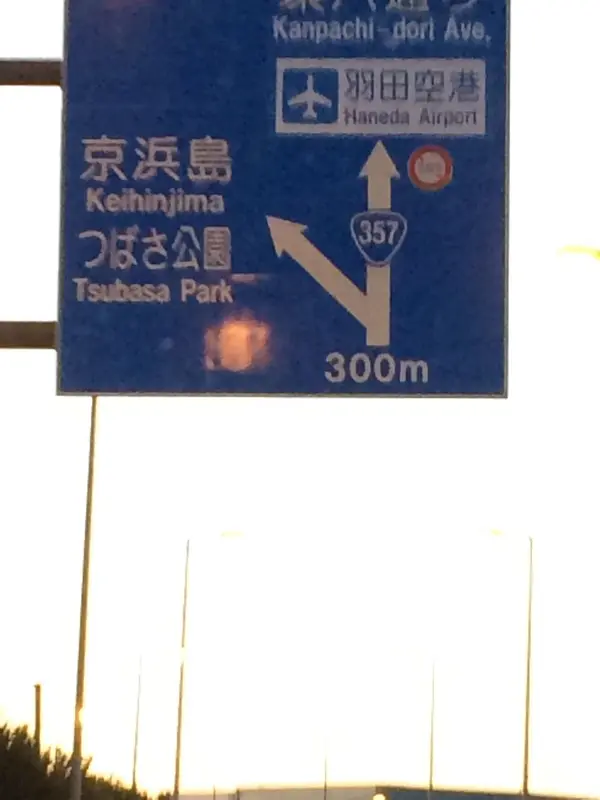 Kanpachi-dori Ave.
羽田空港
Haneda Airport
京浜島
Keihinjima
つばさ公園
Tsubasa Park
357
300m